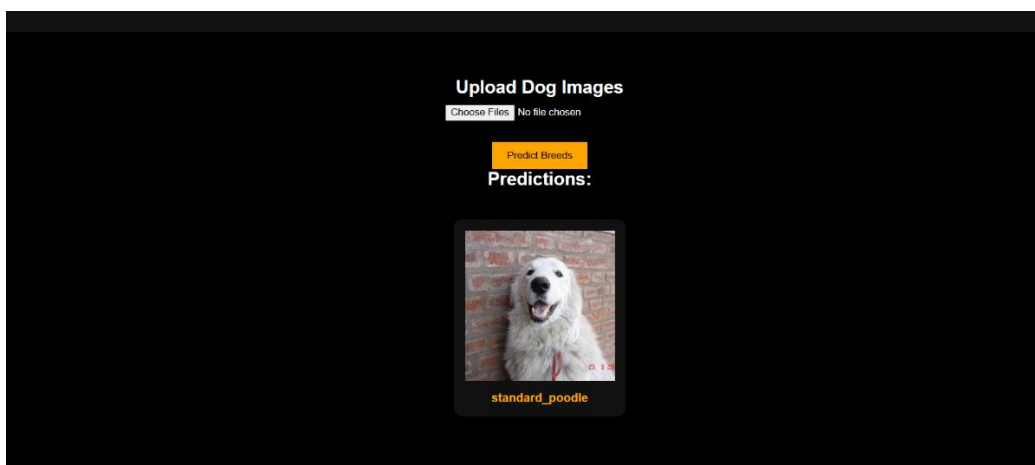 Upload Dog Images
Choose Files No file chosen
Predict Breeds
Predictions:
standard_poodle